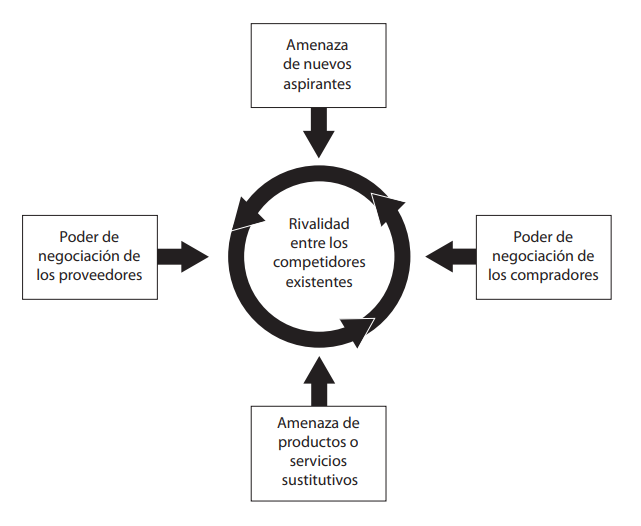 Amenaza
de nuevos
aspirantes
Poder de
negociación de
los proveedores
Rivalidad
entre los
competidores
existentes
Poder de
negociación de
los compradores
Amenaza de
productos o
servicios
sustitutivos